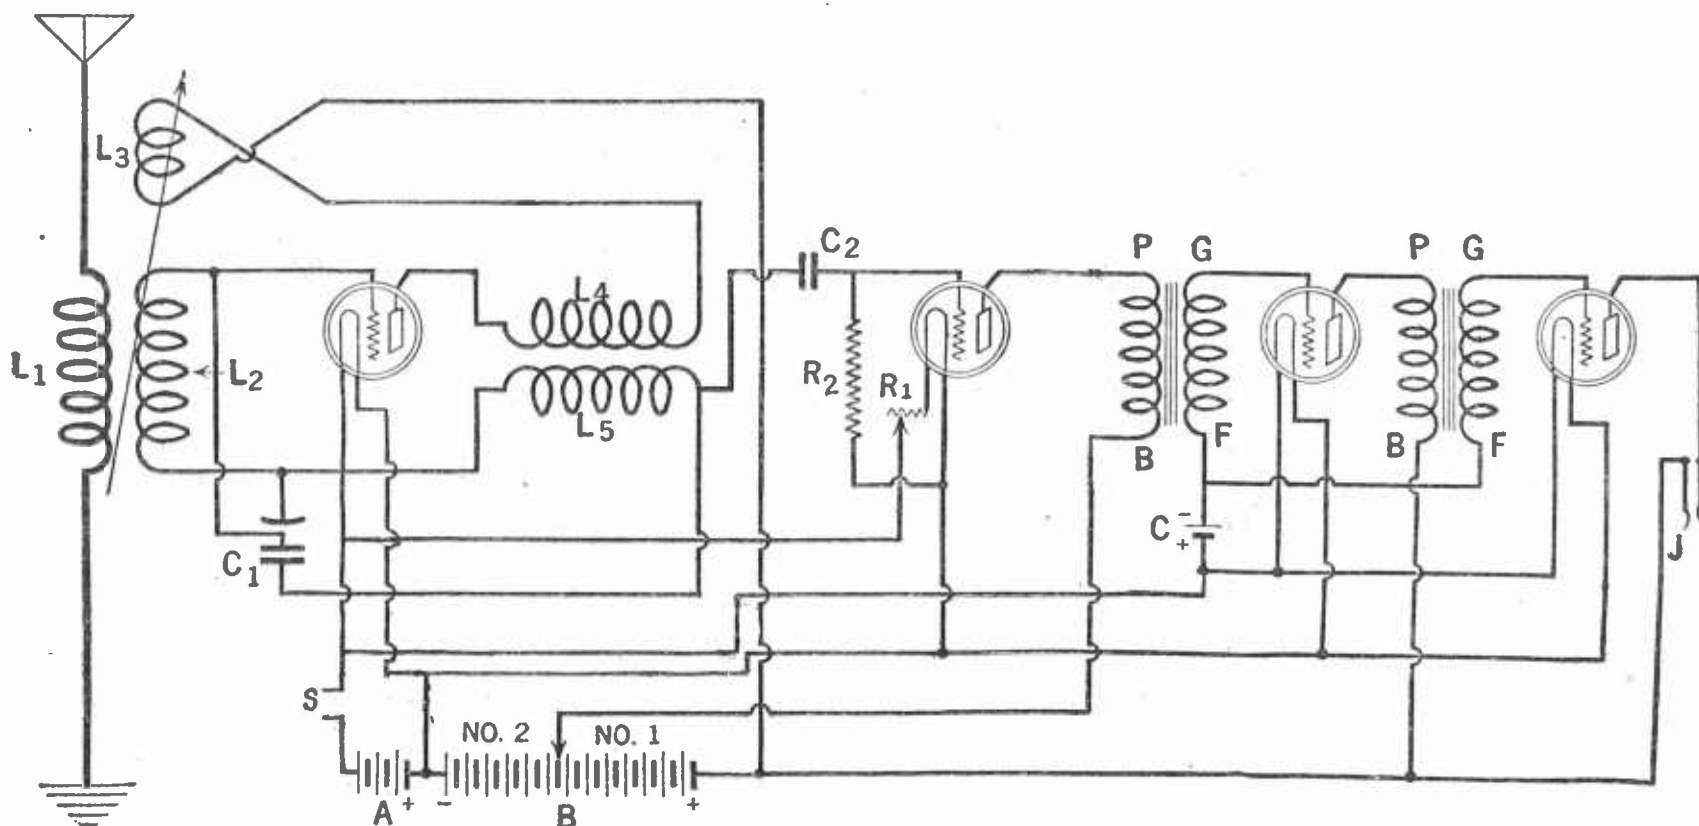 L3
C2
P G
P G
L4
L1
L2
R2
R1
L5
B F
B F
C - +
J
C1
S
NO. 2 NO. 1
A + - B +